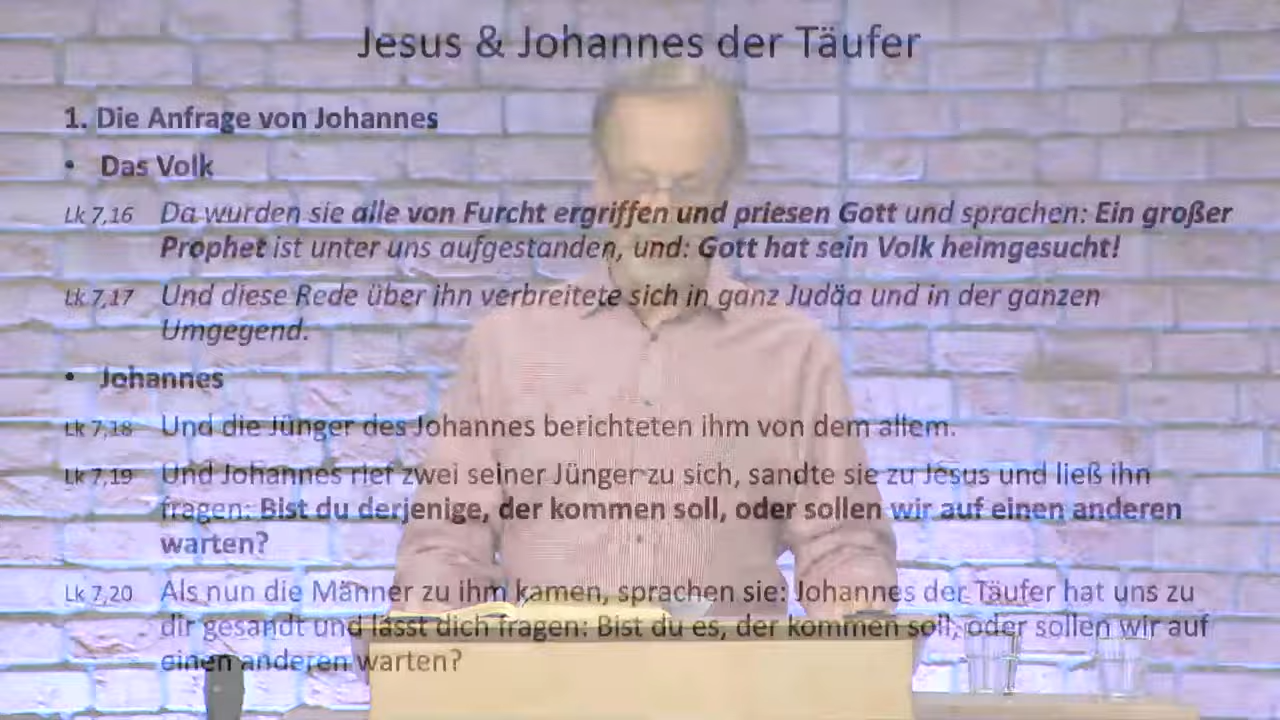 Jesus & Johannes der Täufer
1. Die Anfrage von Johannes
• Das Volk
Lk 7,16 Da wurden sie alle von Furcht ergriffen und priesen Gott und sprachen: Ein großer
Prophet ist unter uns aufgestanden, und: Gott hat sein Volk heimgesucht!
Lk 7,17 Und diese Rede über ihn verbreitete sich in ganz Judäa und in der ganzen
Umgegend.
• Johannes
Lk 7,18 Und die Jünger des Johannes berichteten ihm von dem allem.
Lk 7,19 Und Johannes rief zwei seiner Jünger zu sich, sandte sie zu Jesus und ließ ihn
fragen: Bist du derjenige, der kommen soll, oder sollen wir auf einen anderen
warten?
Lk 7,20 Als nun die Männer zu ihm kamen, sprachen sie: Johannes der Täufer hat uns zu
dir gesandt und lässt dich fragen: Bist du es, der kommen soll, oder sollen wir auf
einen anderen warten?